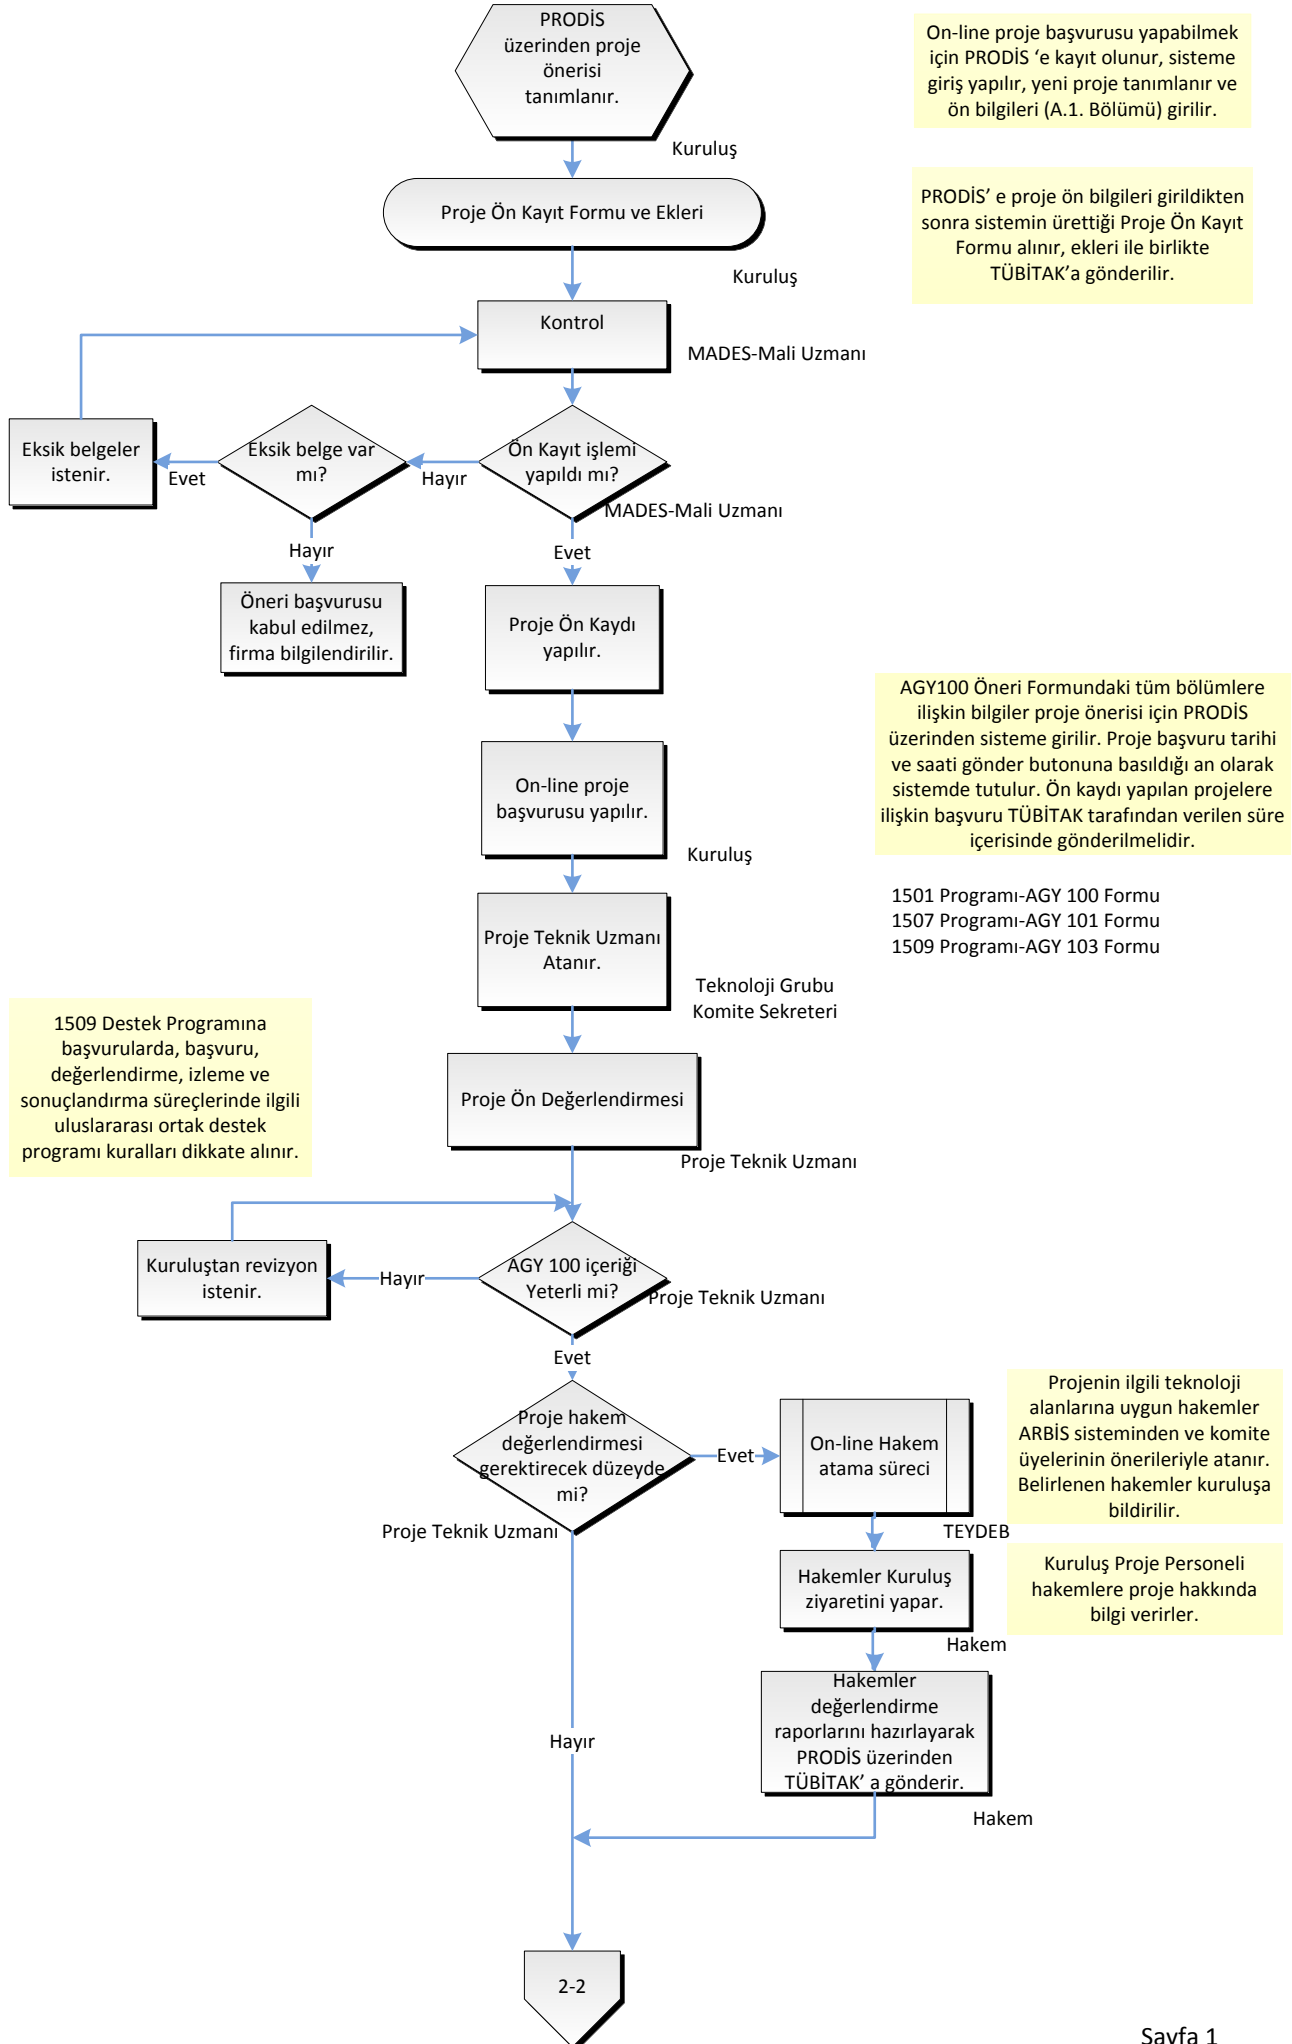 PRODİS
üzerinden proje
önerisi
tanımlanır.
On-line proje başvurusu yapabilmek
için PRODİS ‘e kayıt olunur, sisteme
giriş yapılır, yeni proje tanımlanır ve
ön bilgileri (A.1. Bölümü) girilir.
Kuruluş
Proje Ön Kayıt Formu ve Ekleri
PRODİS’ e proje ön bilgileri girildikten
sonra sistemin ürettiği Proje Ön Kayıt
Formu alınır, ekleri ile birlikte
TÜBİTAK’a gönderilir.
Kuruluş
Kontrol
MADES-Mali Uzmanı
Eksik belgeler
istenir.
Evet
Eksik belge var
mı?
Hayır
Ön Kayıt işlemi
yapıldı mı?
MADES-Mali Uzmanı
Hayır
Evet
Öneri başvurusu
kabul edilmez,
firma bilgilendirilir.
Proje Ön Kaydı
yapılır.
AGY100 Öneri Formundaki tüm bölümlere
ilişkin bilgiler proje önerisi için PRODİS
üzerinden sisteme girilir. Proje başvuru tarihi
ve saati gönder butonuna basıldığı an olarak
sistemde tutulur. Ön kaydı yapılan projelere
ilişkin başvuru TÜBİTAK tarafından verilen süre
içerisinde gönderilmelidir.
On-line proje
başvurusu yapılır.
Kuruluş
1501 Programı-AGY 100 Formu
1507 Programı-AGY 101 Formu
1509 Programı-AGY 103 Formu
Proje Teknik Uzmanı
Atanır.
Teknoloji Grubu
Komite Sekreteri
1509 Destek Programına
başvurularda, başvuru,
değerlendirme, izleme ve
sonuçlandırma süreçlerinde ilgili
uluslararası ortak destek
programı kuralları dikkate alınır.
Proje Ön Değerlendirmesi
Proje Teknik Uzmanı
Kuruluştan revizyon
istenir.
Hayır
AGY 100 içeriği
Yeterli mi?
Proje Teknik Uzmanı
Evet
Proje hakem
değerlendirmesi
gerektirecek düzeyde
mi?
Proje Teknik Uzmanı
Evet
On-line Hakem
atama süreci
TEYDEB
Projenin ilgili teknoloji
alanlarına uygun hakemler
ARBİS sisteminden ve komite
üyelerinin önerileriyle atanır.
Belirlenen hakemler kuruluşa
bildirilir.
Hakemler Kuruluş
ziyaretini yapar.
Hakem
Kuruluş Proje Personeli
hakemlere proje hakkında
bilgi verirler.
Hakemler
değerlendirme
raporlarını hazırlayarak
PRODİS üzerinden
TÜBİTAK’ a gönderir.
Hakem
Hayır
2-2
Sayfa 1